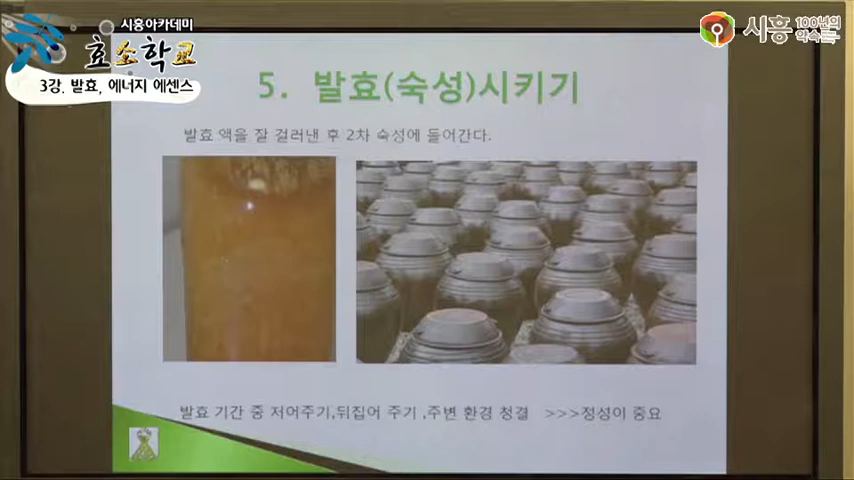 시흥아카데미
효소학교
3강. 발효, 에너지 에센스
시흥 100년의
약속
5. 발효(숙성)시키기
발효 액을 잘 걸러낸 후 2차 숙성에 들어간다.
발효 기간 중 저어주기,뒤집어 주기 ,주변 환경 청결 >>>정성이 중요